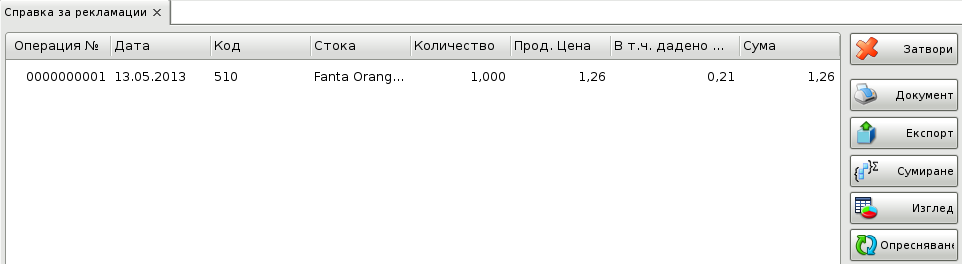 Справка за рекламации
Операция № Дата Код Стока Количество Прод. Цена В т.ч. дадено ... Сума
0000000001 13.05.2013 510 Fanta Orang... 1,000 1,26 0,21 1,26
Затвори
Документ
Експорт
Сумиране
Изглед
Опресняване